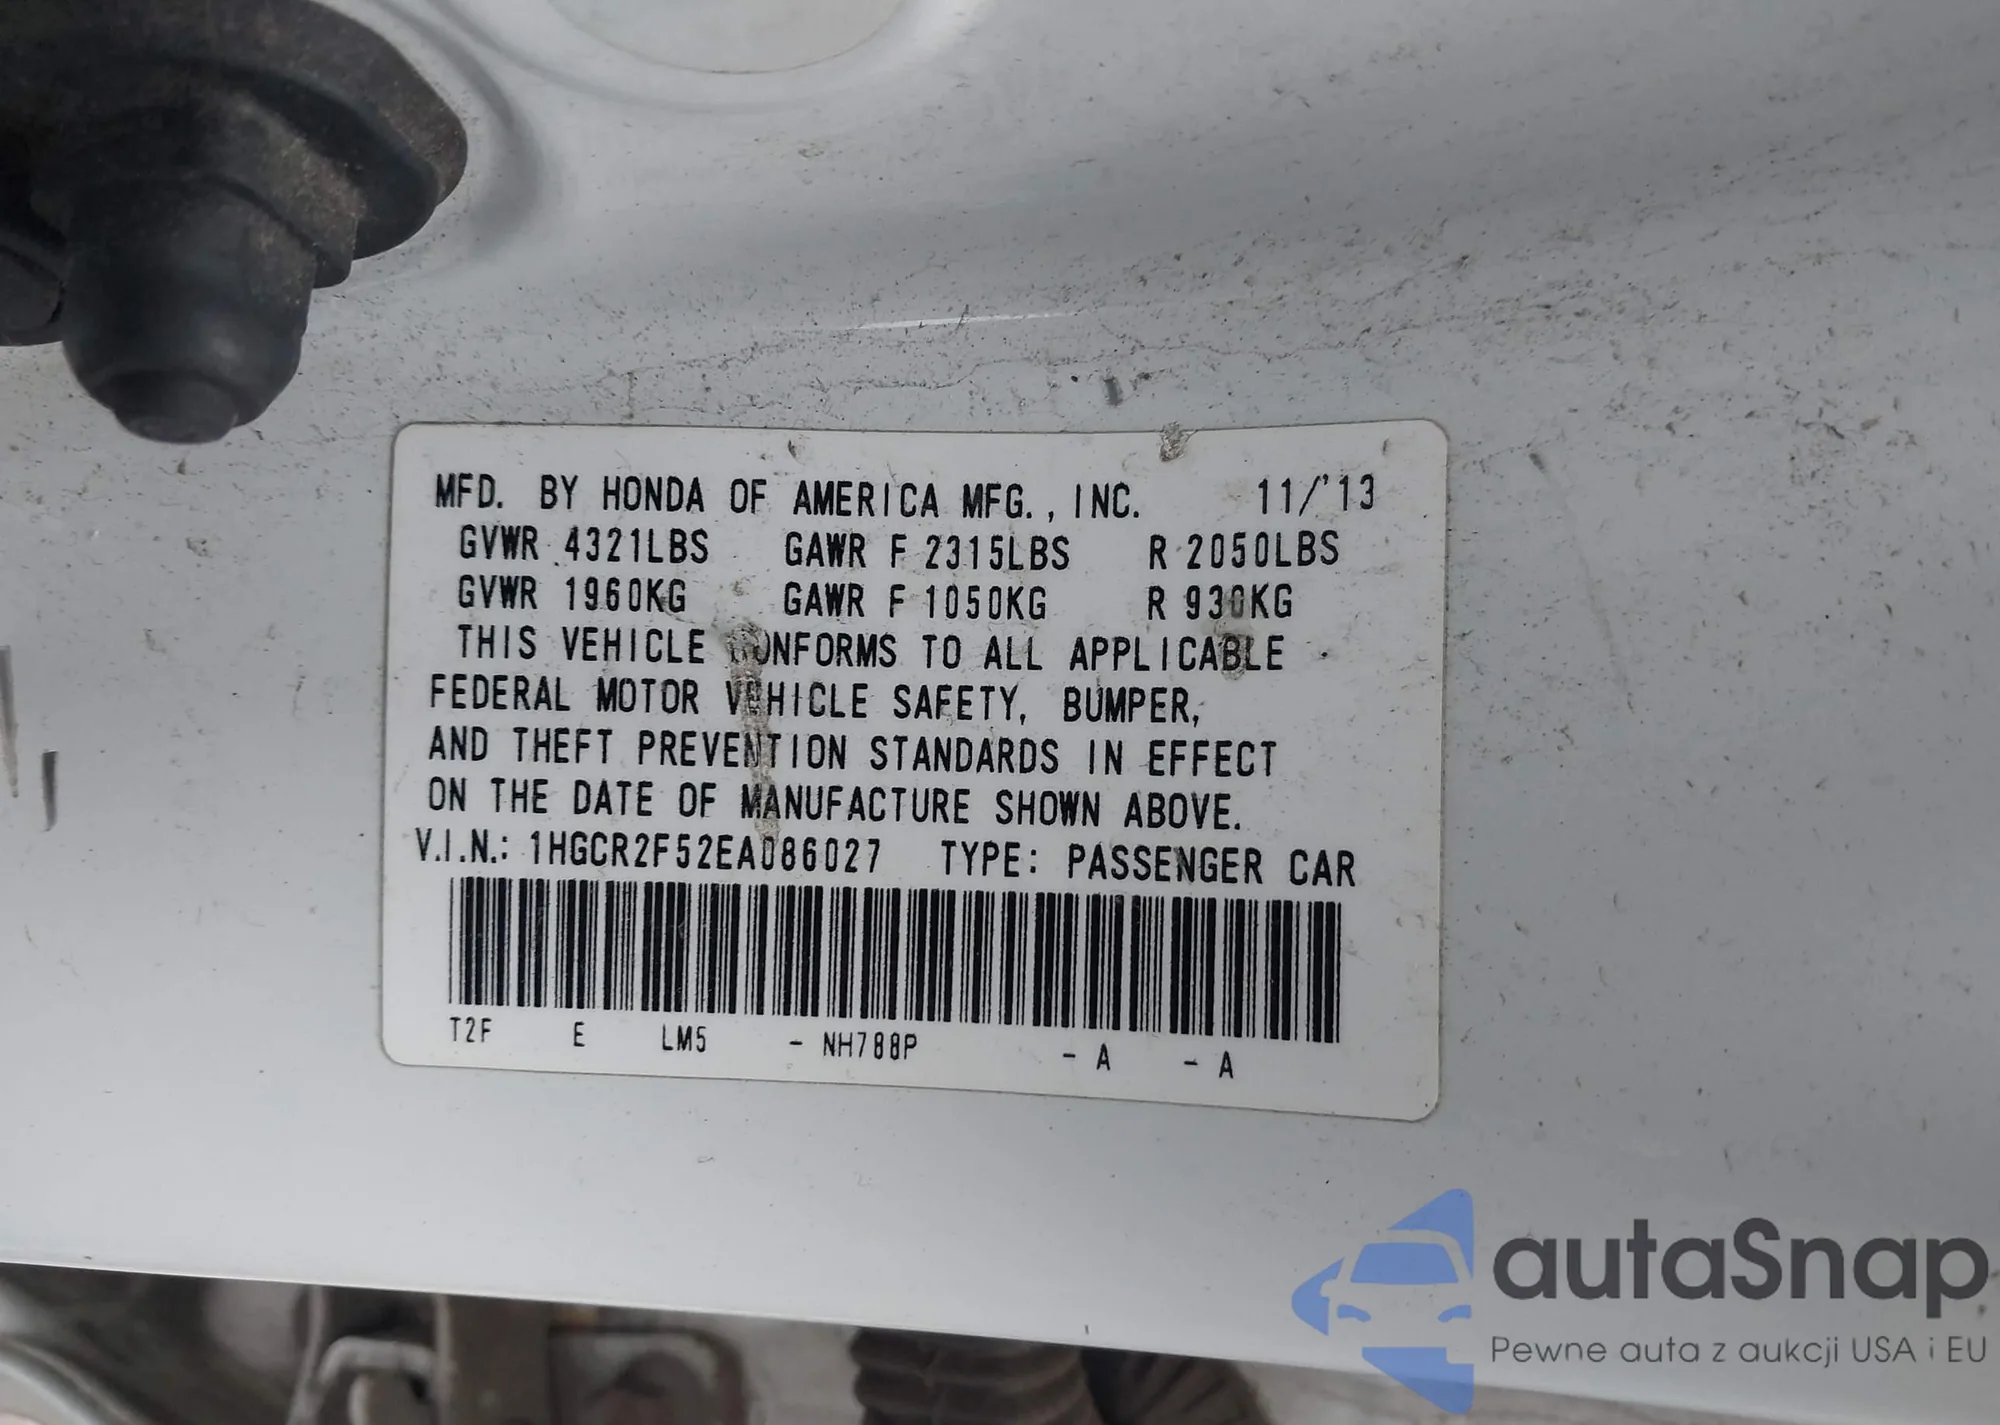 MFD. BY HONDA OF AMERICA MFG., INC. 11/'13
GVWR 4321LBS GAWR F 2315LBS R 2050LBS
GVWR 1960KG GAWR F 1050KG R 930KG
THIS VEHICLE CONFORMS TO ALL APPLICABLE
FEDERAL MOTOR VEHICLE SAFETY, BUMPER,
AND THEFT PREVENTION STANDARDS IN EFFECT
ON THE DATE OF MANUFACTURE SHOWN ABOVE.
V.I.N.: 1HGCR2F52EA086027 TYPE: PASSENGER CAR
T2F E LM5 - NH788P - A - A
autaSnap
Pewne auta z aukcji USA i EU